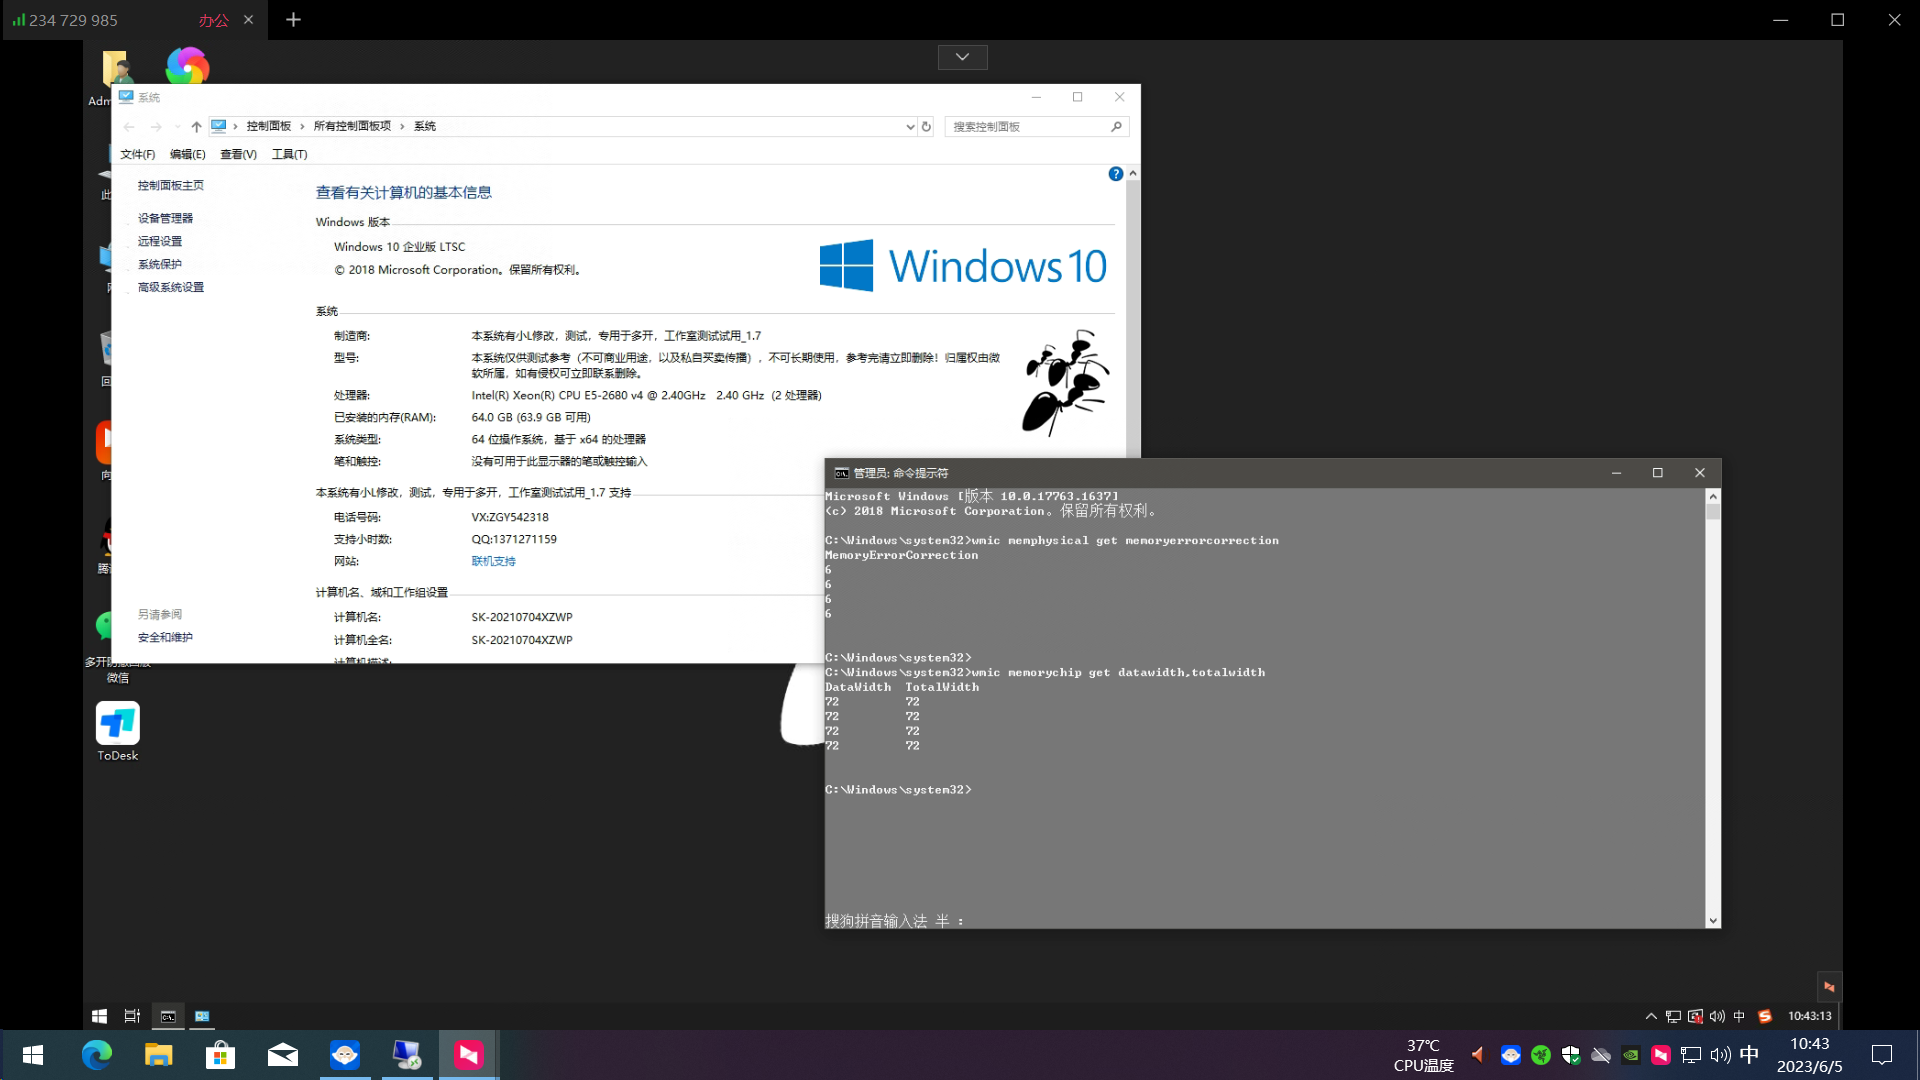 234 729 985
办公
系统
控制面板
所有控制面板项
系统
搜索控制面板
文件(F)
编辑(E)
查看(V)
工具(T)
控制面板主页
设备管理器
远程设置
系统保护
高级系统设置
另请参阅
安全和维护
查看有关计算机的基本信息
Windows 版本
Windows 10 企业版 LTSC
© 2018 Microsoft Corporation。保留所有权利。
Windows 10
系统
制造商:
本系统有小L修改，测试，专用于多开，工作室测试试用_1.7
型号:
本系统仅供测试参考（不可商业用途，以及私自买卖传播），不可长期使用，参考完请立即删除！归属权由微
软所属，如有侵权可立即联系删除。
处理器:
Intel(R) Xeon(R) CPU E5-2680 v4 @ 2.40GHz 2.40 GHz (2 处理器)
已安装的内存(RAM):
64.0 GB (63.9 GB 可用)
系统类型:
64 位操作系统，基于 x64 的处理器
笔和触控:
没有可用于此显示器的笔或触控输入
本系统有小L修改，测试，专用于多开，工作室测试试用_1.7 支持
电话号码:
VX:ZGY542318
支持小时数:
QQ:1371271159
网站:
联机支持
计算机名、域和工作组设置
计算机名:
SK-20210704XZWP
计算机全名:
SK-20210704XZWP
管理员: 命令提示符
Microsoft Windows [版本 10.0.17763.1637]
(c) 2018 Microsoft Corporation。保留所有权利。
C:\Windows\system32>wmic memphysical get memoryerrorcorrection
MemoryErrorCorrection
6
6
6
6
C:\Windows\system32>
C:\Windows\system32>wmic memorychip get datawidth,totalwidth
DataWidth TotalWidth
72 72
72 72
72 72
72 72
C:\Windows\system32>
搜狗拼音输入法 半 :
微信
ToDesk
中
10:43:13
37℃
CPU温度
中
10:43
2023/6/5